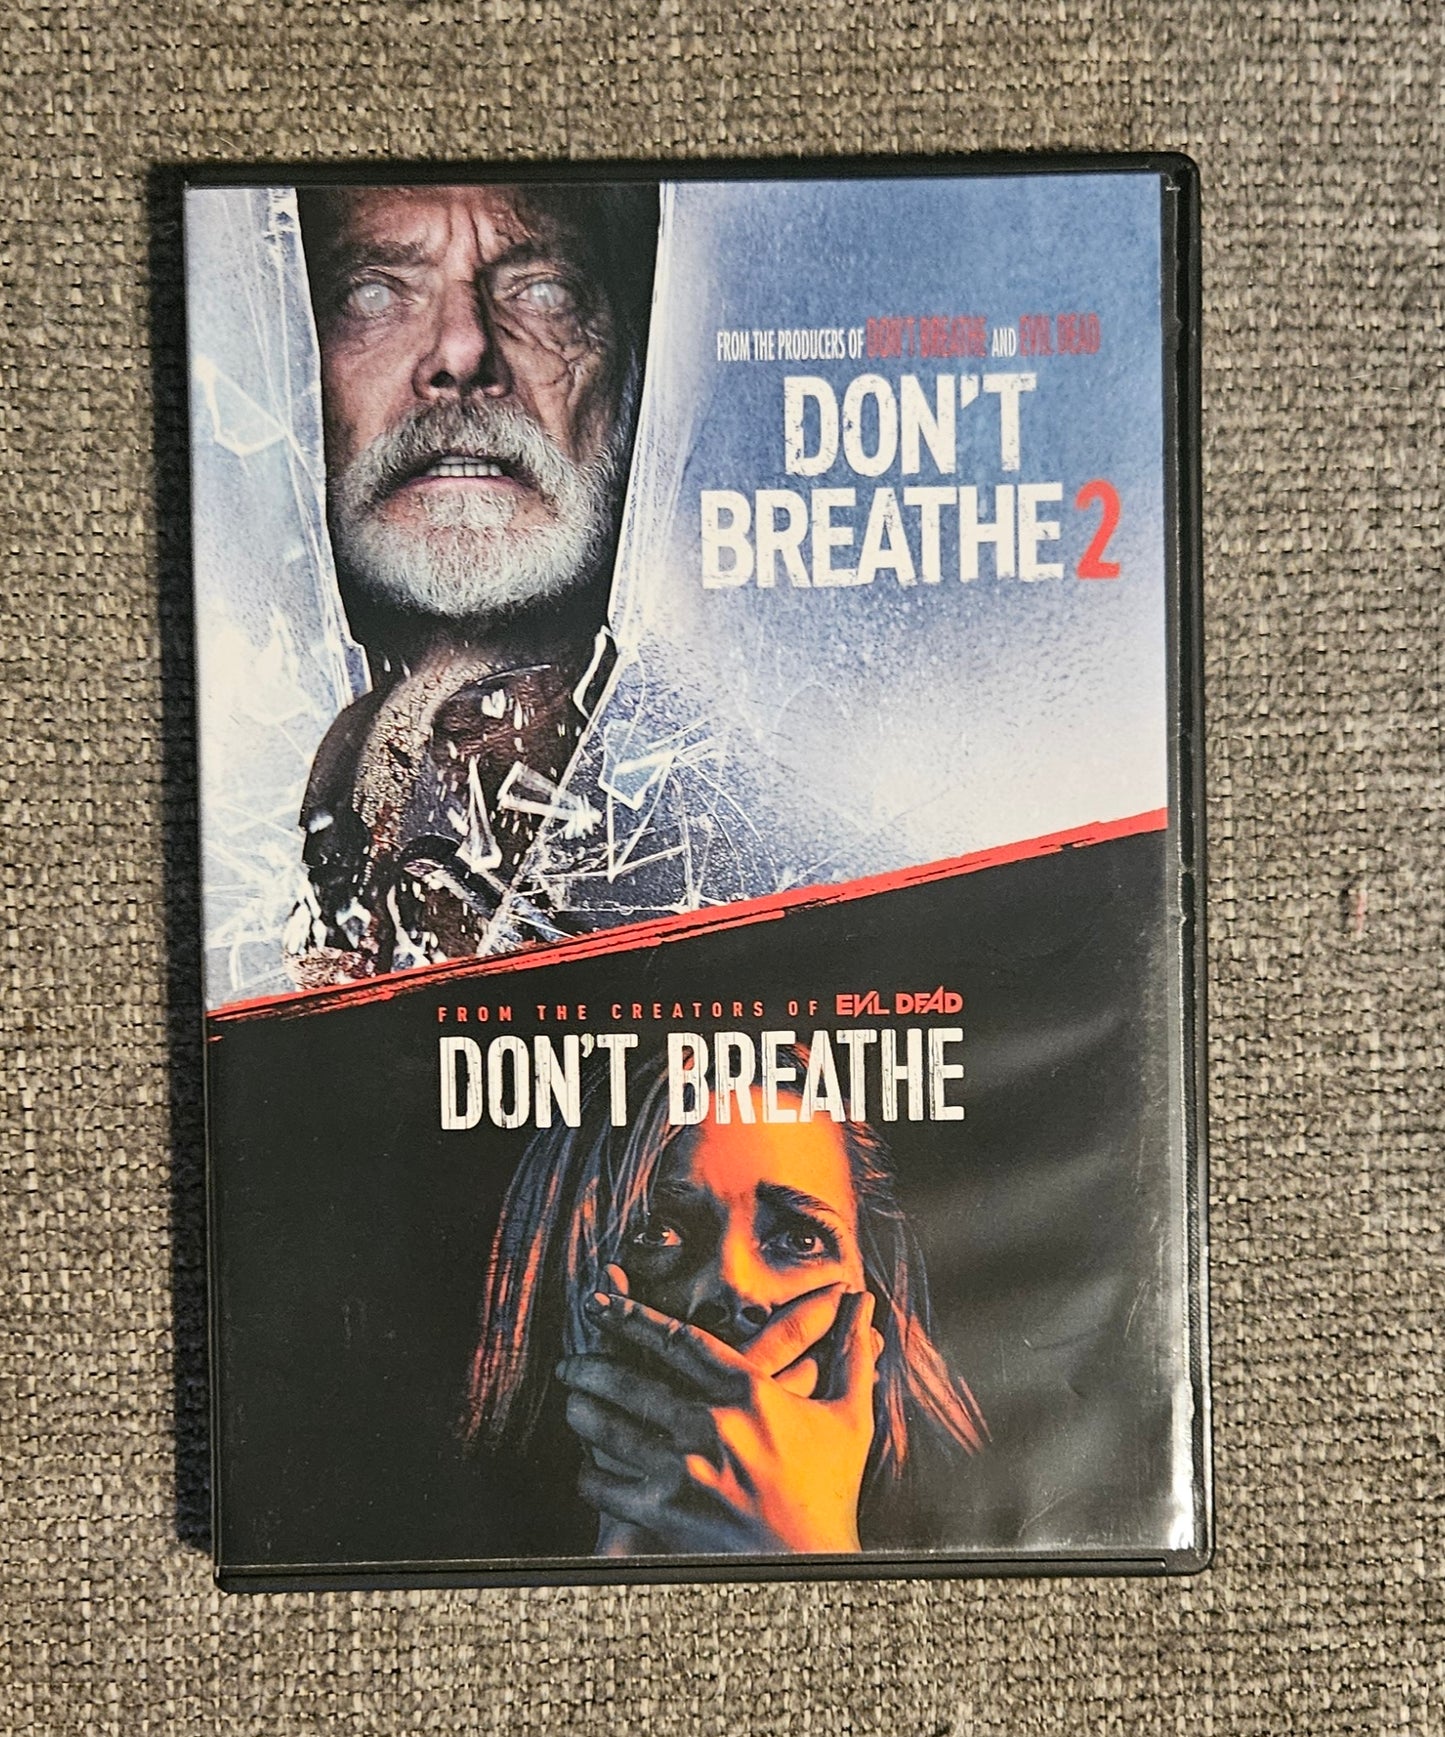 FROM THE PRODUCERS OF DON'T BREATHE AND EVIL DEAD
DON'T
BREATHE 2
FROM THE CREATORS OF EVIL DEAD
DON'T BREATHE